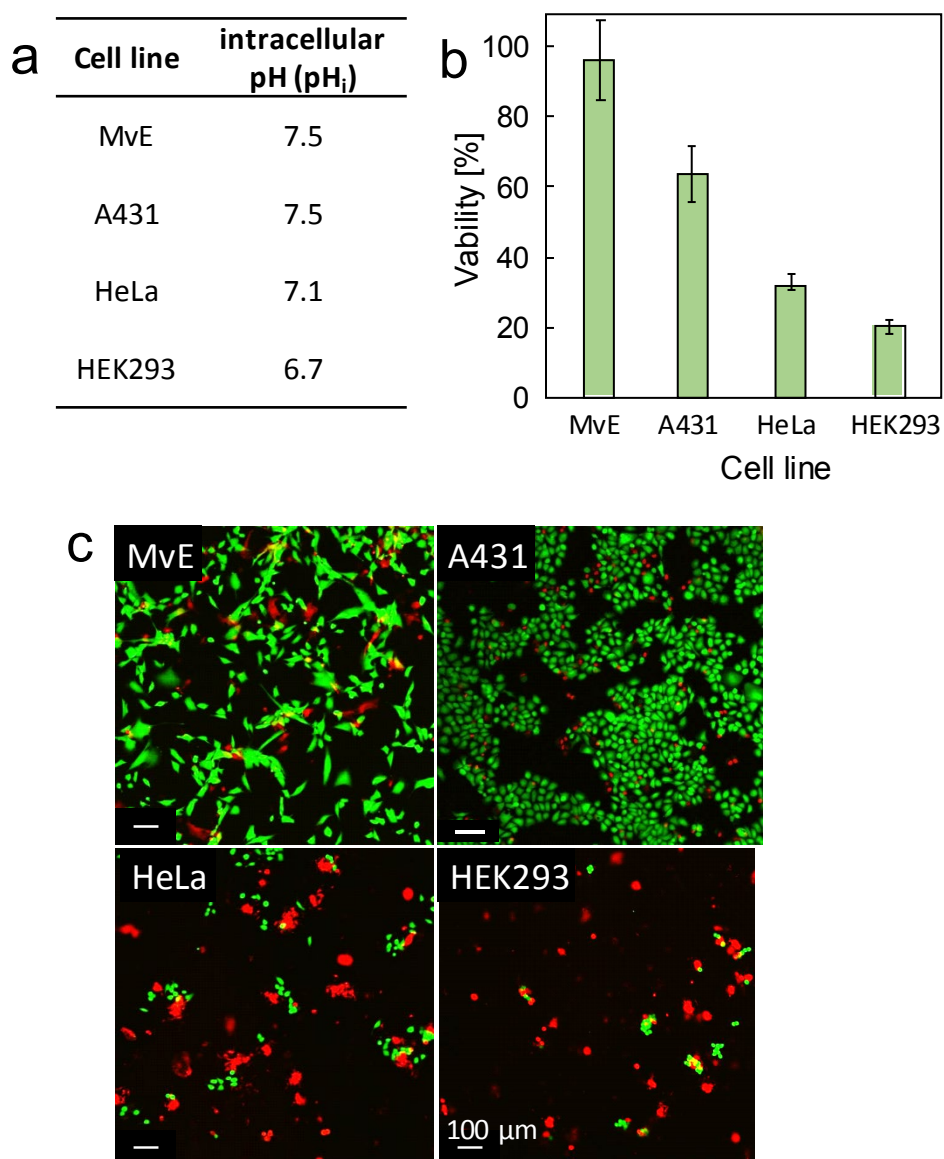 a
Cell line intracellular pH (pHi)
MvE 7.5
A431 7.5
HeLa 7.1
HEK293 6.7
b
Vability [%]
100
80
60
40
20
0
MvE A431 HeLa HEK293
Cell line
c
MvE A431
HeLa HEK293
100 µm